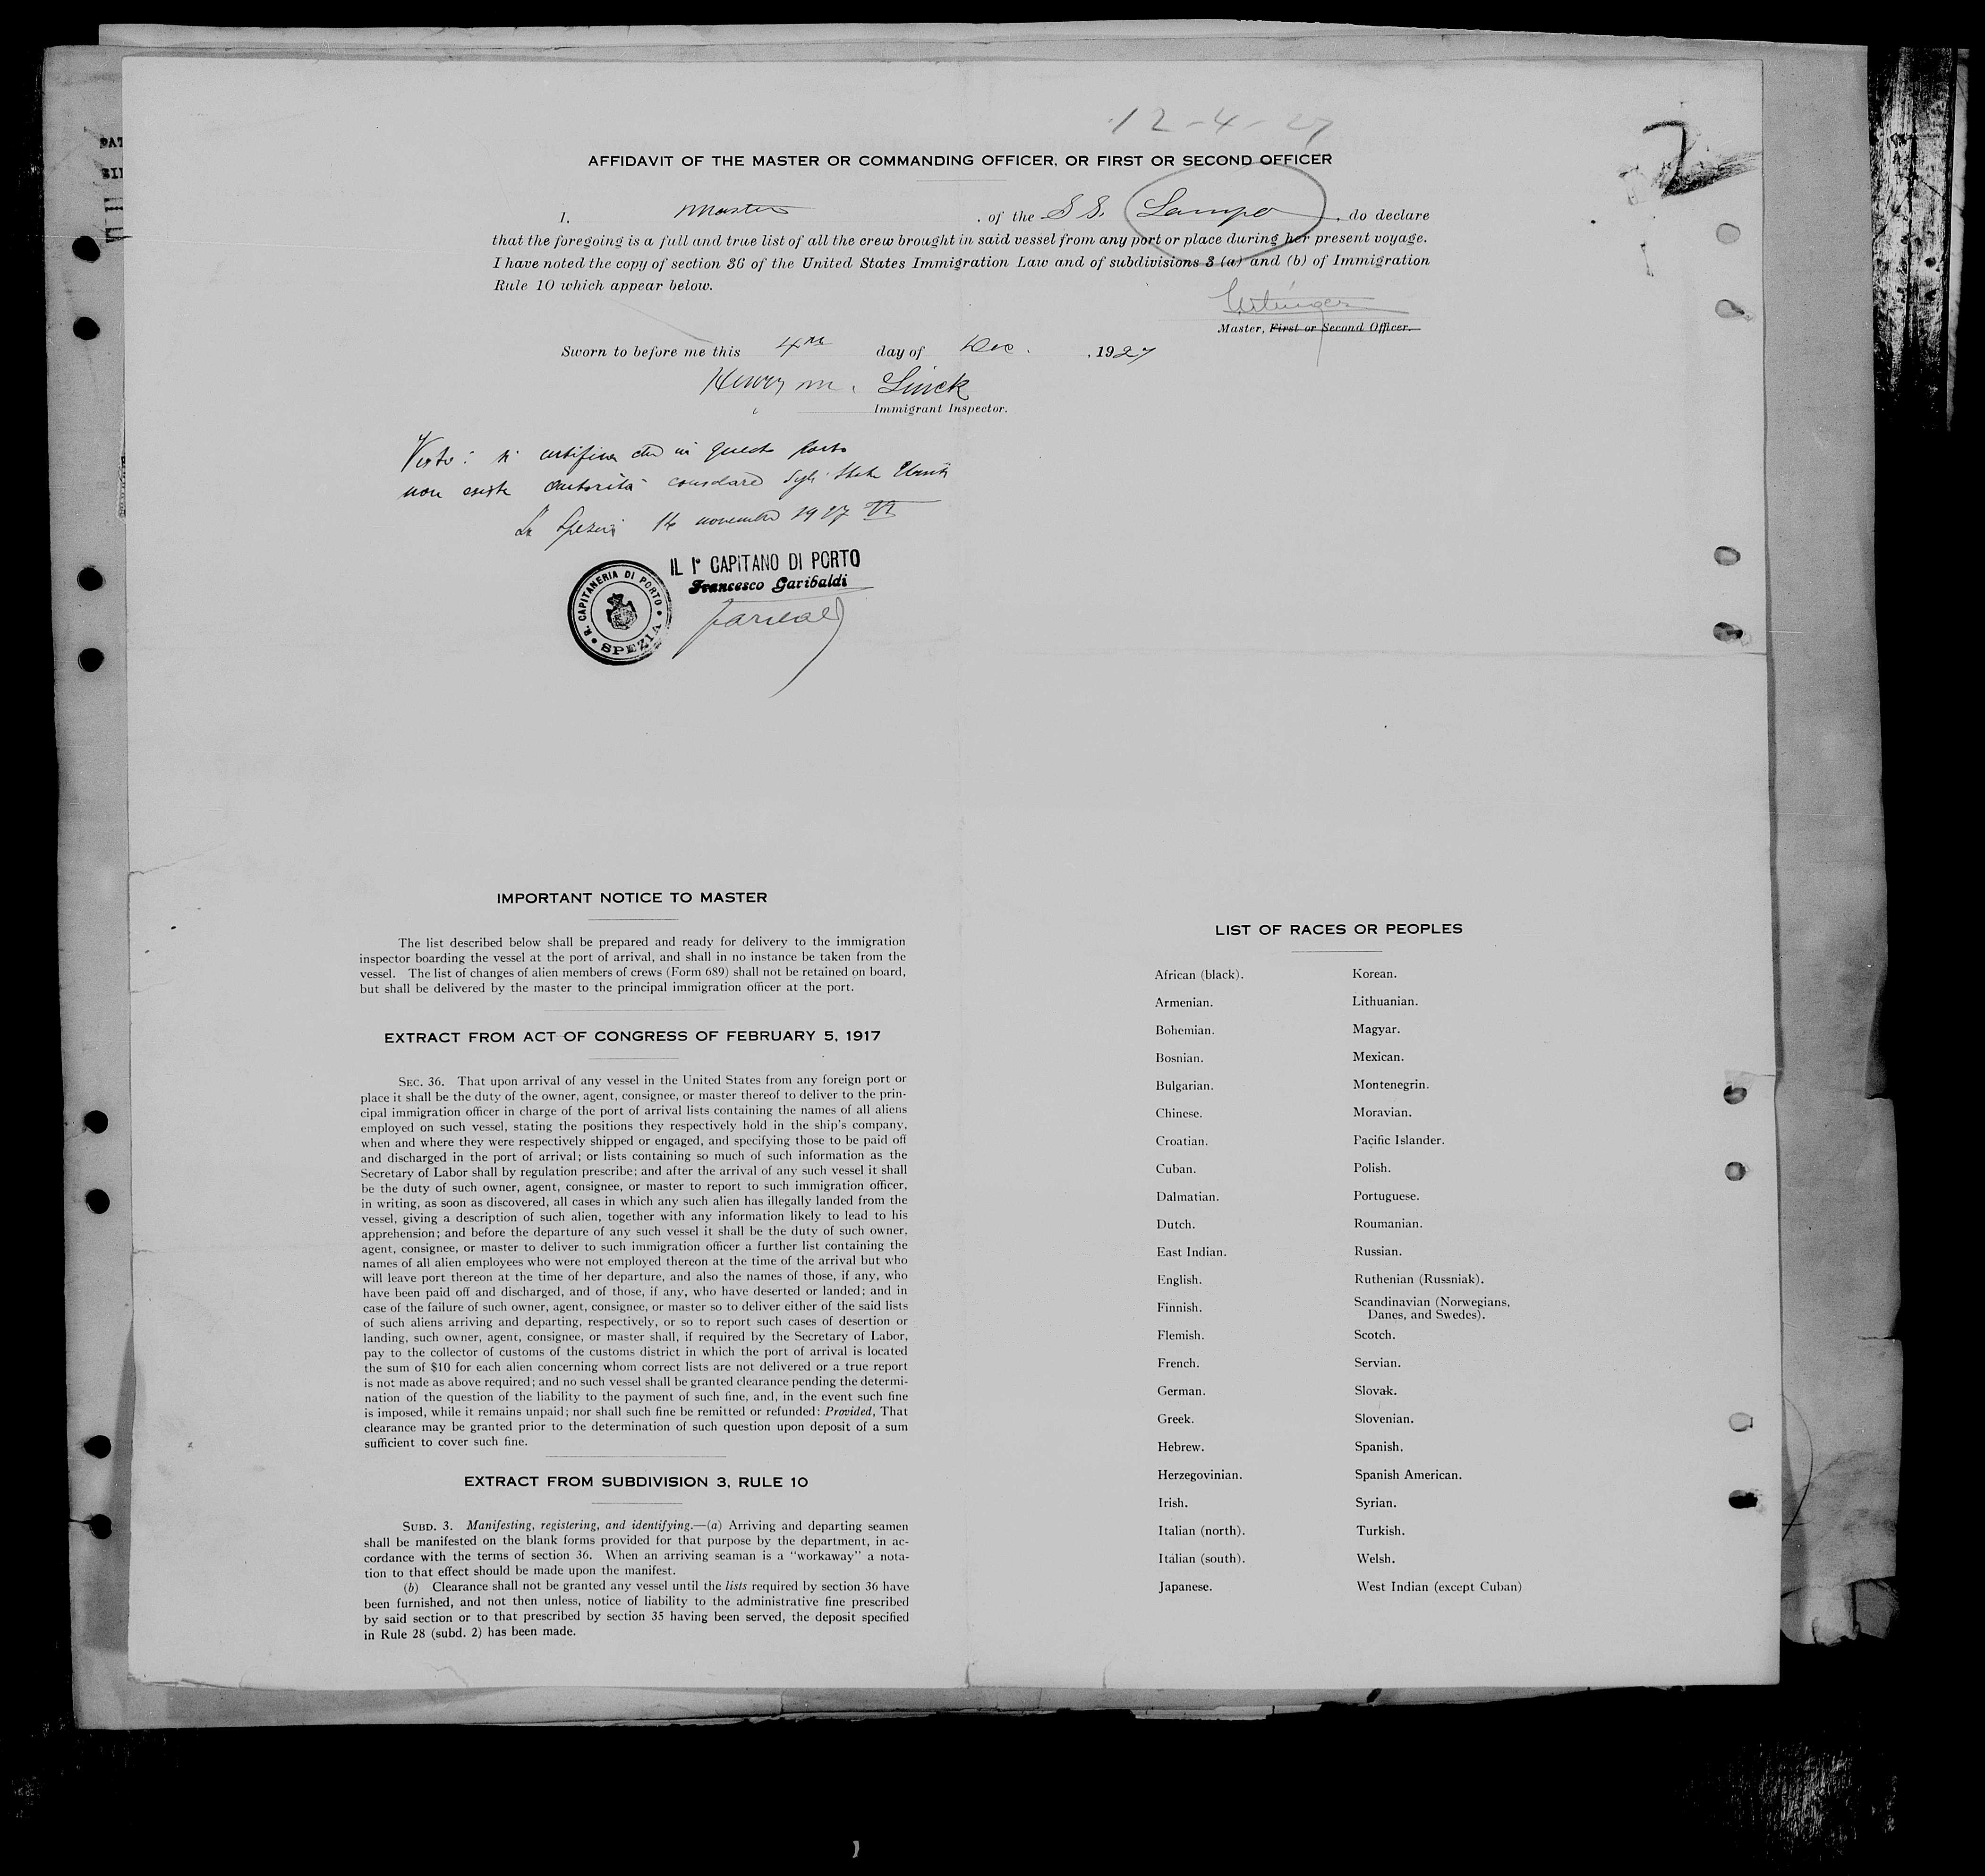 12-4-27
2
AFFIDAVIT OF THE MASTER OR COMMANDING OFFICER, OR FIRST OR SECOND OFFICER
I, Master, of the S.S. Lampo, do declare
that the foregoing is a full and true list of all the crew brought in said vessel from any port or place during her present voyage.
I have noted the copy of section 36 of the United States Immigration Law and of subdivisions 3 (a) and (b) of Immigration
Rule 10 which appear below.
Master, First or Second Officer.
Sworn to before me this 4th day of Dec. , 1927
Henry M. Linck
Immigrant Inspector.
Visto: si certifica che in questo porto
non esiste autorità consolare degli Stati Uniti
La Spezia 16 novembre 1927 VI
IL 1° CAPITANO DI PORTO
Francesco Garibaldi
R. CAPITANERIA DI PORTO
SPEZIA
IMPORTANT NOTICE TO MASTER
The list described below shall be prepared and ready for delivery to the immigration
inspector boarding the vessel at the port of arrival, and shall in no instance be taken from the
vessel. The list of changes of alien members of crews (Form 689) shall not be retained on board,
but shall be delivered by the master to the principal immigration officer at the port.
EXTRACT FROM ACT OF CONGRESS OF FEBRUARY 5, 1917
SEC. 36. That upon arrival of any vessel in the United States from any foreign port or
place it shall be the duty of the owner, agent, consignee, or master thereof to deliver to the prin-
cipal immigration officer in charge of the port of arrival lists containing the names of all aliens
employed on such vessel, stating the positions they respectively hold in the ship's company,
when and where they were respectively shipped or engaged, and specifying those to be paid off
and discharged in the port of arrival; or lists containing so much of such information as the
Secretary of Labor shall by regulation prescribe; and after the arrival of any such vessel it shall
be the duty of such owner, agent, consignee, or master to report to such immigration officer,
in writing, as soon as discovered, all cases in which any such alien has illegally landed from the
vessel, giving a description of such alien, together with any information likely to lead to his
apprehension; and before the departure of any such vessel it shall be the duty of such owner,
agent, consignee, or master to deliver to such immigration officer a further list containing the
names of all alien employees who were not employed thereon at the time of the arrival but who
will leave port thereon at the time of her departure, and also the names of those, if any, who
have been paid off and discharged, and of those, if any, who have deserted or landed; and in
case of the failure of such owner, agent, consignee, or master so to deliver either of the said lists
of such aliens arriving and departing, respectively, or so to report such cases of desertion or
landing, such owner, agent, consignee, or master shall, if required by the Secretary of Labor,
pay to the collector of customs of the customs district in which the port of arrival is located
the sum of $10 for each alien concerning whom correct lists are not delivered or a true report
is not made as above required; and no such vessel shall be granted clearance pending the determi-
nation of the question of the liability to the payment of such fine, and, in the event such fine
is imposed, while it remains unpaid; nor shall such fine be remitted or refunded: Provided, That
clearance may be granted prior to the determination of such question upon deposit of a sum
sufficient to cover such fine.
EXTRACT FROM SUBDIVISION 3, RULE 10
SUBD. 3. Manifesting, registering, and identifying.—(a) Arriving and departing seamen
shall be manifested on the blank forms provided for that purpose by the department, in ac-
cordance with the terms of section 36. When an arriving seaman is a "workaway" a nota-
tion to that effect should be made upon the manifest.
(b) Clearance shall not be granted any vessel until the lists required by section 36 have
been furnished, and not then unless, notice of liability to the administrative fine prescribed
by said section or to that prescribed by section 35 having been served, the deposit specified
in Rule 28 (subd. 2) has been made.
LIST OF RACES OR PEOPLES
African (black). Korean.
Armenian. Lithuanian.
Bohemian. Magyar.
Bosnian. Mexican.
Bulgarian. Montenegrin.
Chinese. Moravian.
Croatian. Pacific Islander.
Cuban. Polish.
Dalmatian. Portuguese.
Dutch. Roumanian.
East Indian. Russian.
English. Ruthenian (Russniak).
Finnish. Scandinavian (Norwegians,
Danes, and Swedes).
Flemish. Scotch.
French. Servian.
German. Slovak.
Greek. Slovenian.
Hebrew. Spanish.
Herzegovinian. Spanish American.
Irish. Syrian.
Italian (north). Turkish.
Italian (south). Welsh.
Japanese. West Indian (except Cuban)